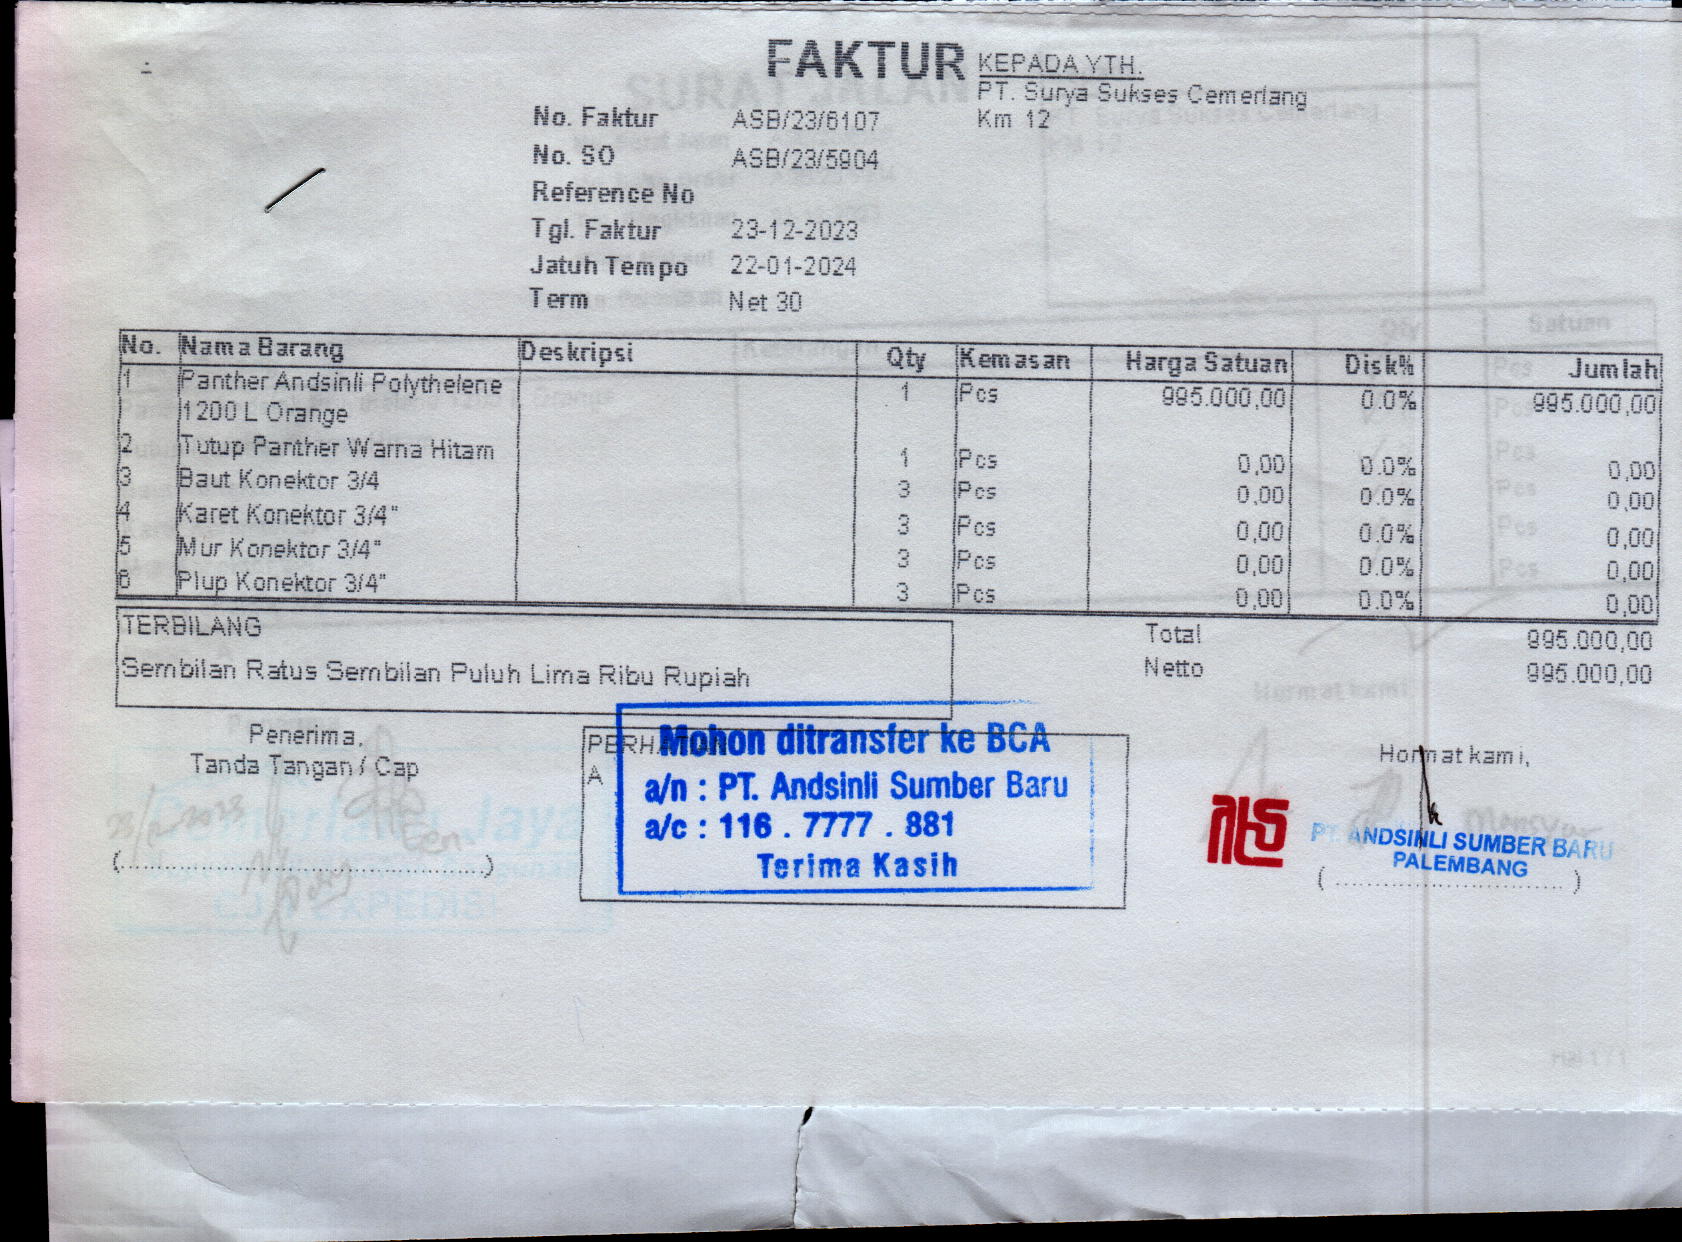 FAKTUR
KEPADA YTH.
PT. Surya Sukses Cemerlang
Km 12
No. Faktur ASB/23/6107
No. SO ASB/23/5904
Reference No
Tgl. Faktur 23-12-2023
Jatuh Tempo 22-01-2024
Term Net 30
No. Nama Barang Deskripsi Qty Kemasan Harga Satuan Disk% Jumlah
1 Panther Andsinli Polythelene 1 Pcs 995.000,00 0.0% 995.000,00
1200 L Orange
2 Tutup Panther Warna Hitam 1 Pcs 0,00 0.0% 0,00
3 Baut Konektor 3/4 3 Pcs 0,00 0.0% 0,00
4 Karet Konektor 3/4" 3 Pcs 0,00 0.0% 0,00
5 Mur Konektor 3/4" 3 Pcs 0,00 0.0% 0,00
6 Plup Konektor 3/4" 3 Pcs 0,00 0.0% 0,00
TERBILANG
Sembilan Ratus Sembilan Puluh Lima Ribu Rupiah
Total 995.000,00
Netto 995.000,00
Penerima,
Tanda Tangan / Cap
(...........................................)
PERHATIAN
A
Mohon ditransfer ke BCA
a/n : PT. Andsinli Sumber Baru
a/c : 116 . 7777 . 881
Terima Kasih
Hormat kami,
PT. ANDSINLI SUMBER BARU
PALEMBANG
(.............................)